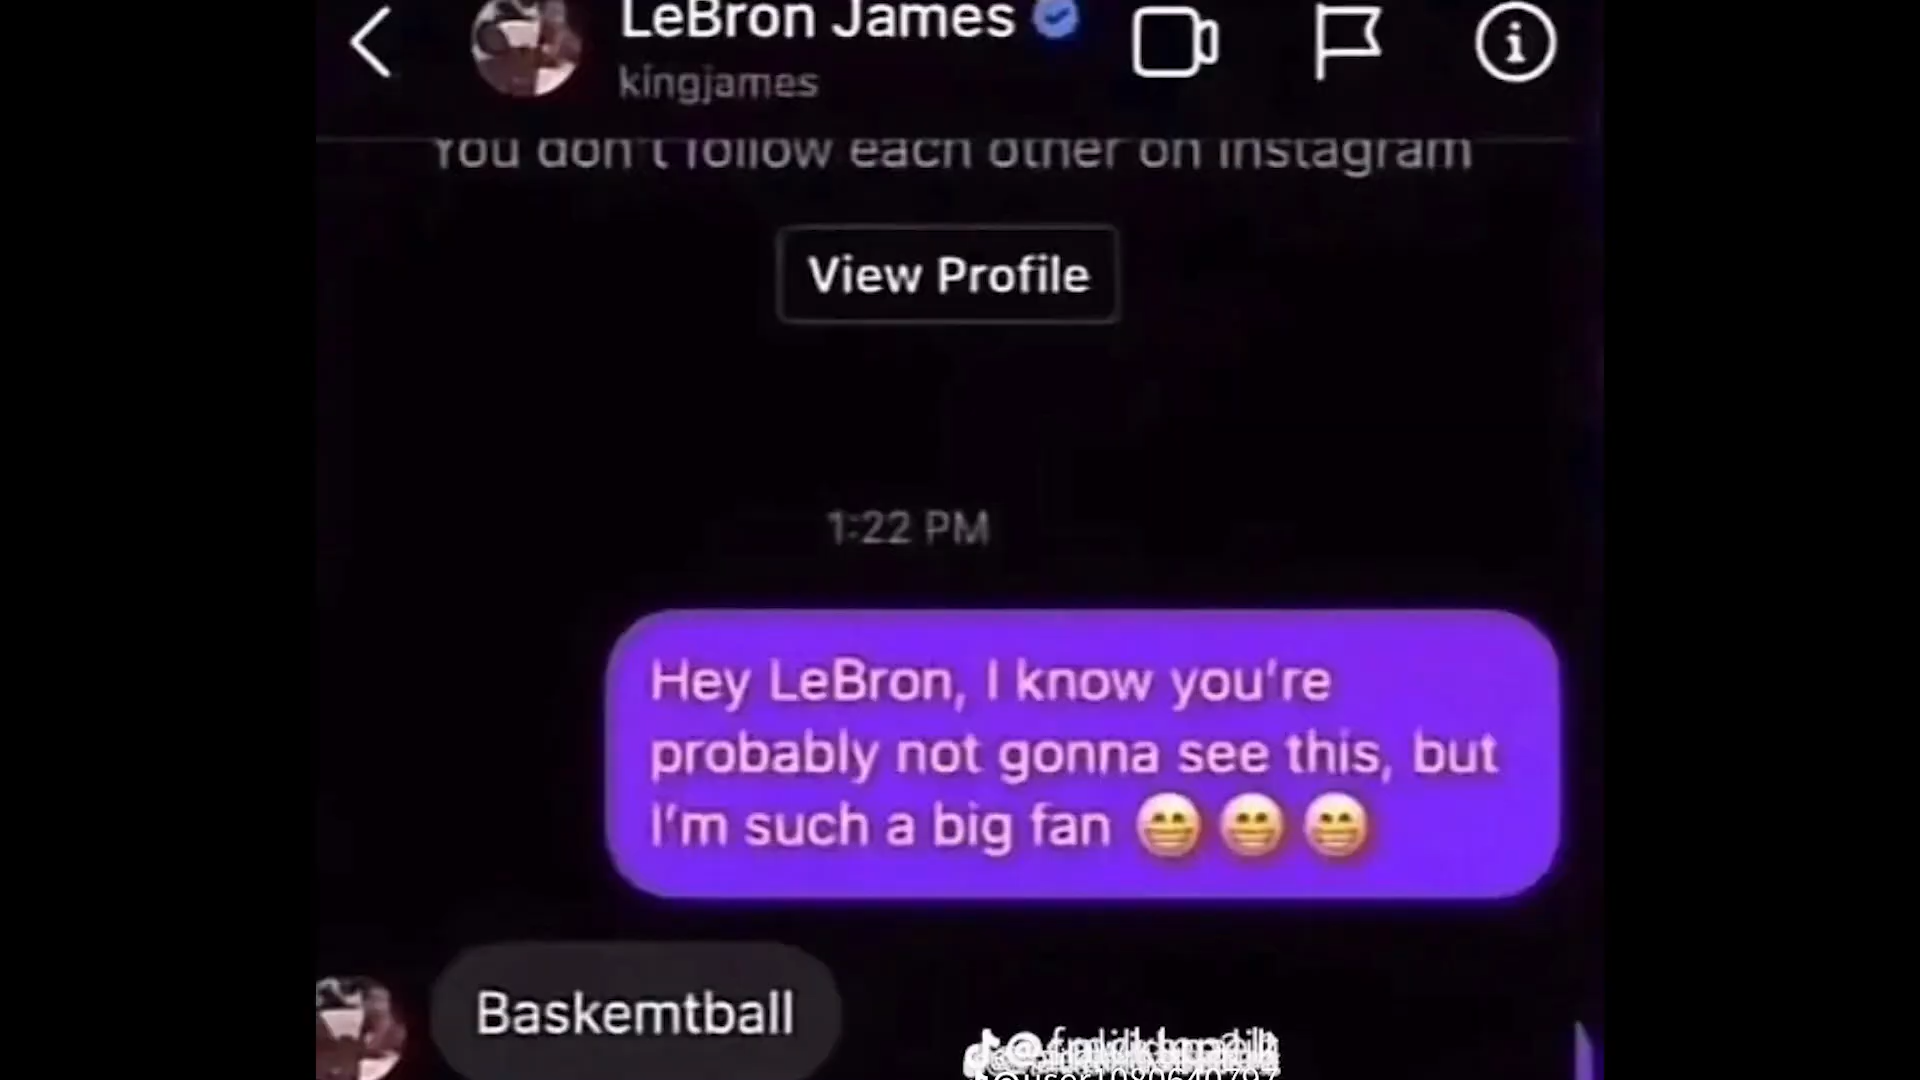 LeBron James
kingjames
You don't follow each other on Instagram
View Profile
1:22 PM
Hey LeBron, I know you're
probably not gonna see this, but
I'm such a big fan 😁😁😁
Baskemtball